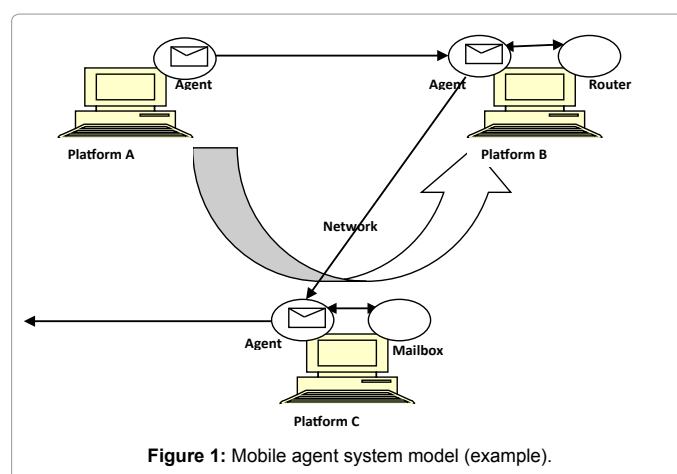 Agent
Agent
Router
Platform A
Platform B
Network
Agent
Mailbox
Platform C
Figure 1: Mobile agent system model (example).